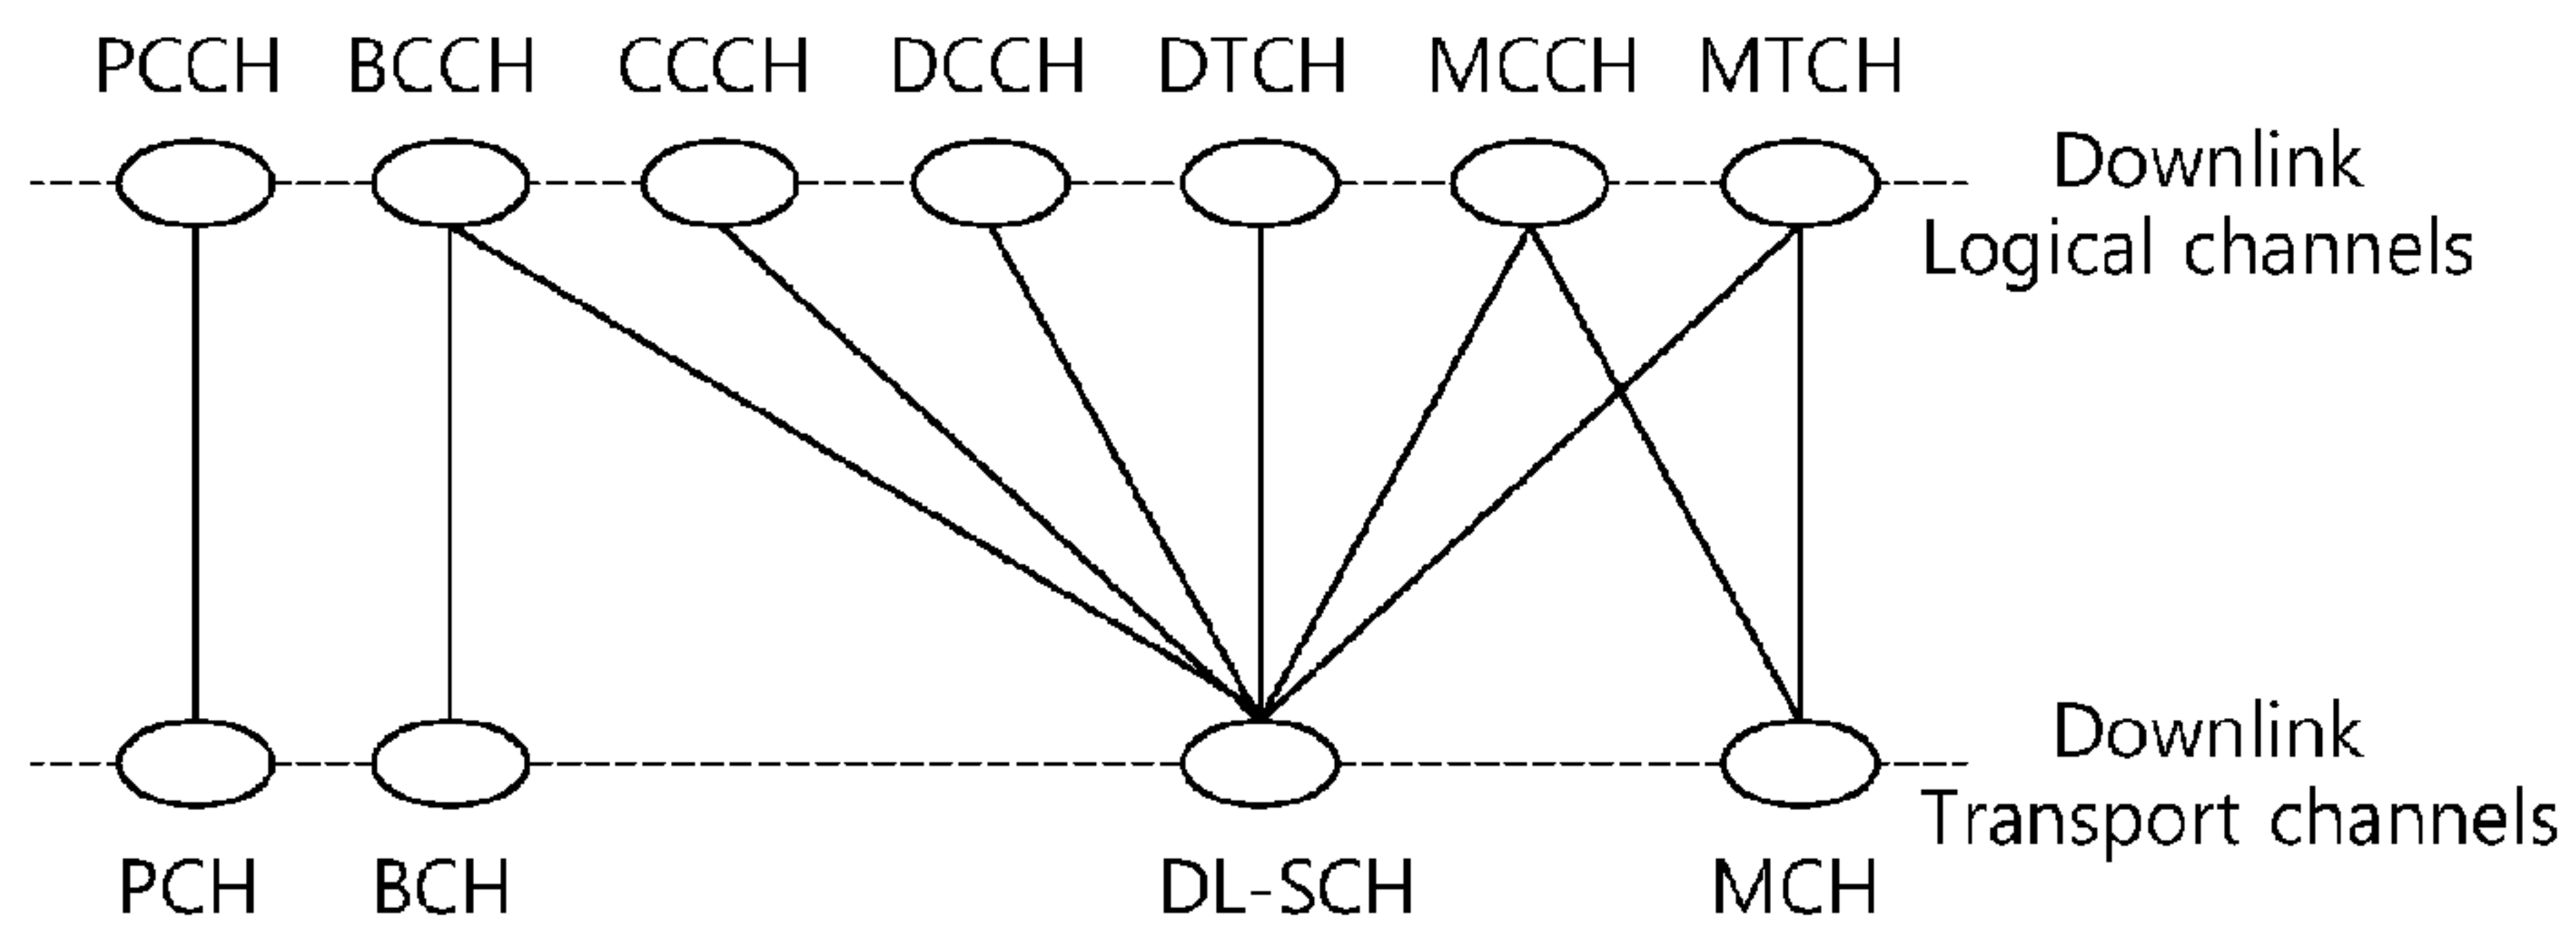 PCCH BCCH CCCH DCCH DTCH MCCH MTCH
Downlink
Logical channels
Downlink
Transport channels
PCH BCH DL-SCH MCH